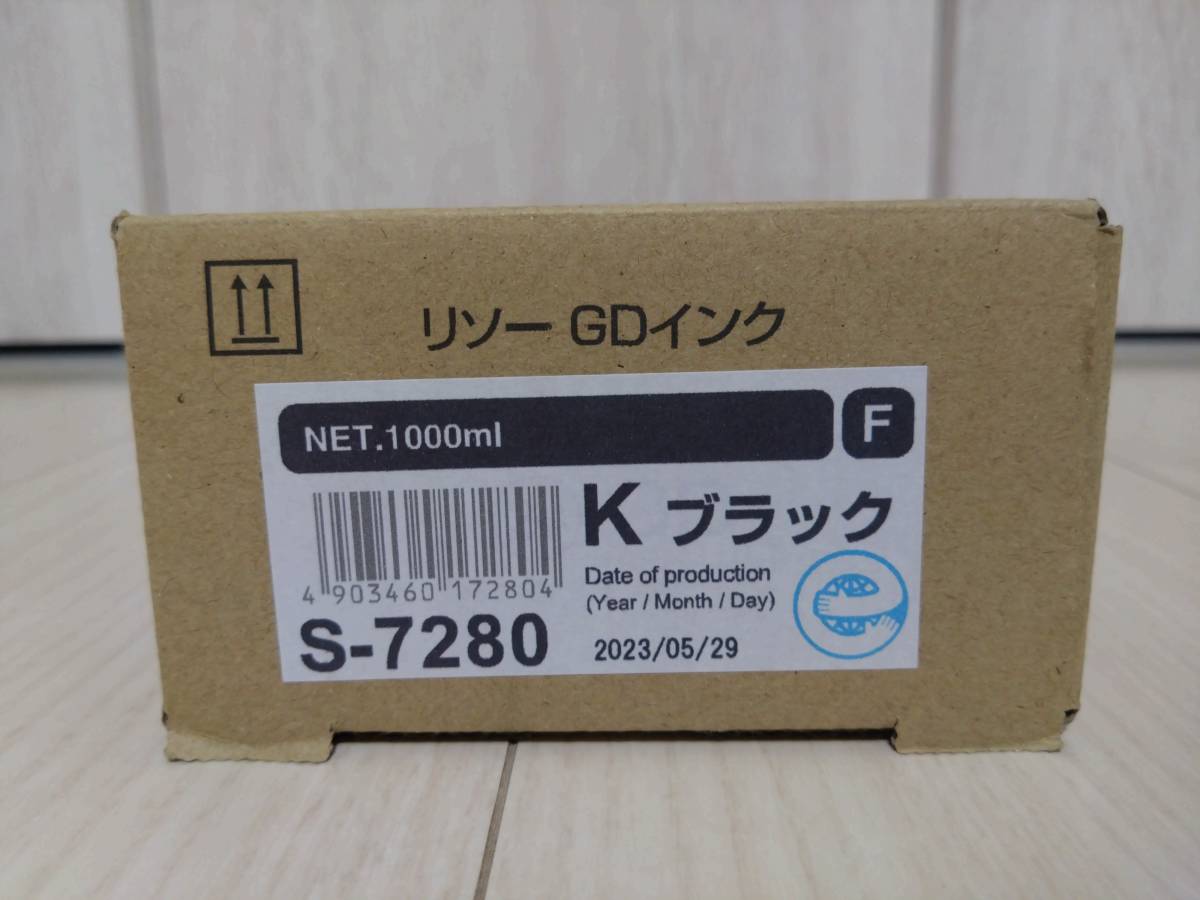 リソー GDインク
NET.1000ml
F
K ブラック
4 903460 172804
Date of production
(Year / Month / Day)
S-7280
2023/05/29